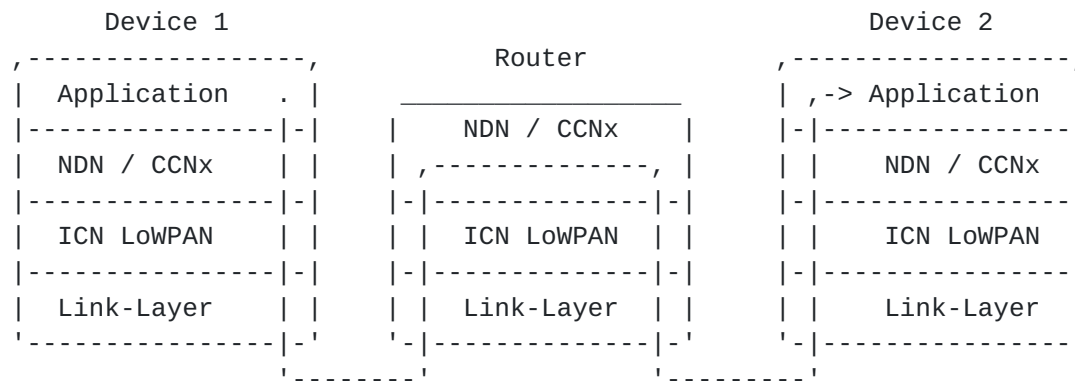 Device 1 Device 2
Router
Application . ,-> Application
NDN / CCNx
NDN / CCNx NDN / CCNx
ICN LoWPAN ICN LoWPAN ICN LoWPAN
Link-Layer Link-Layer Link-Layer